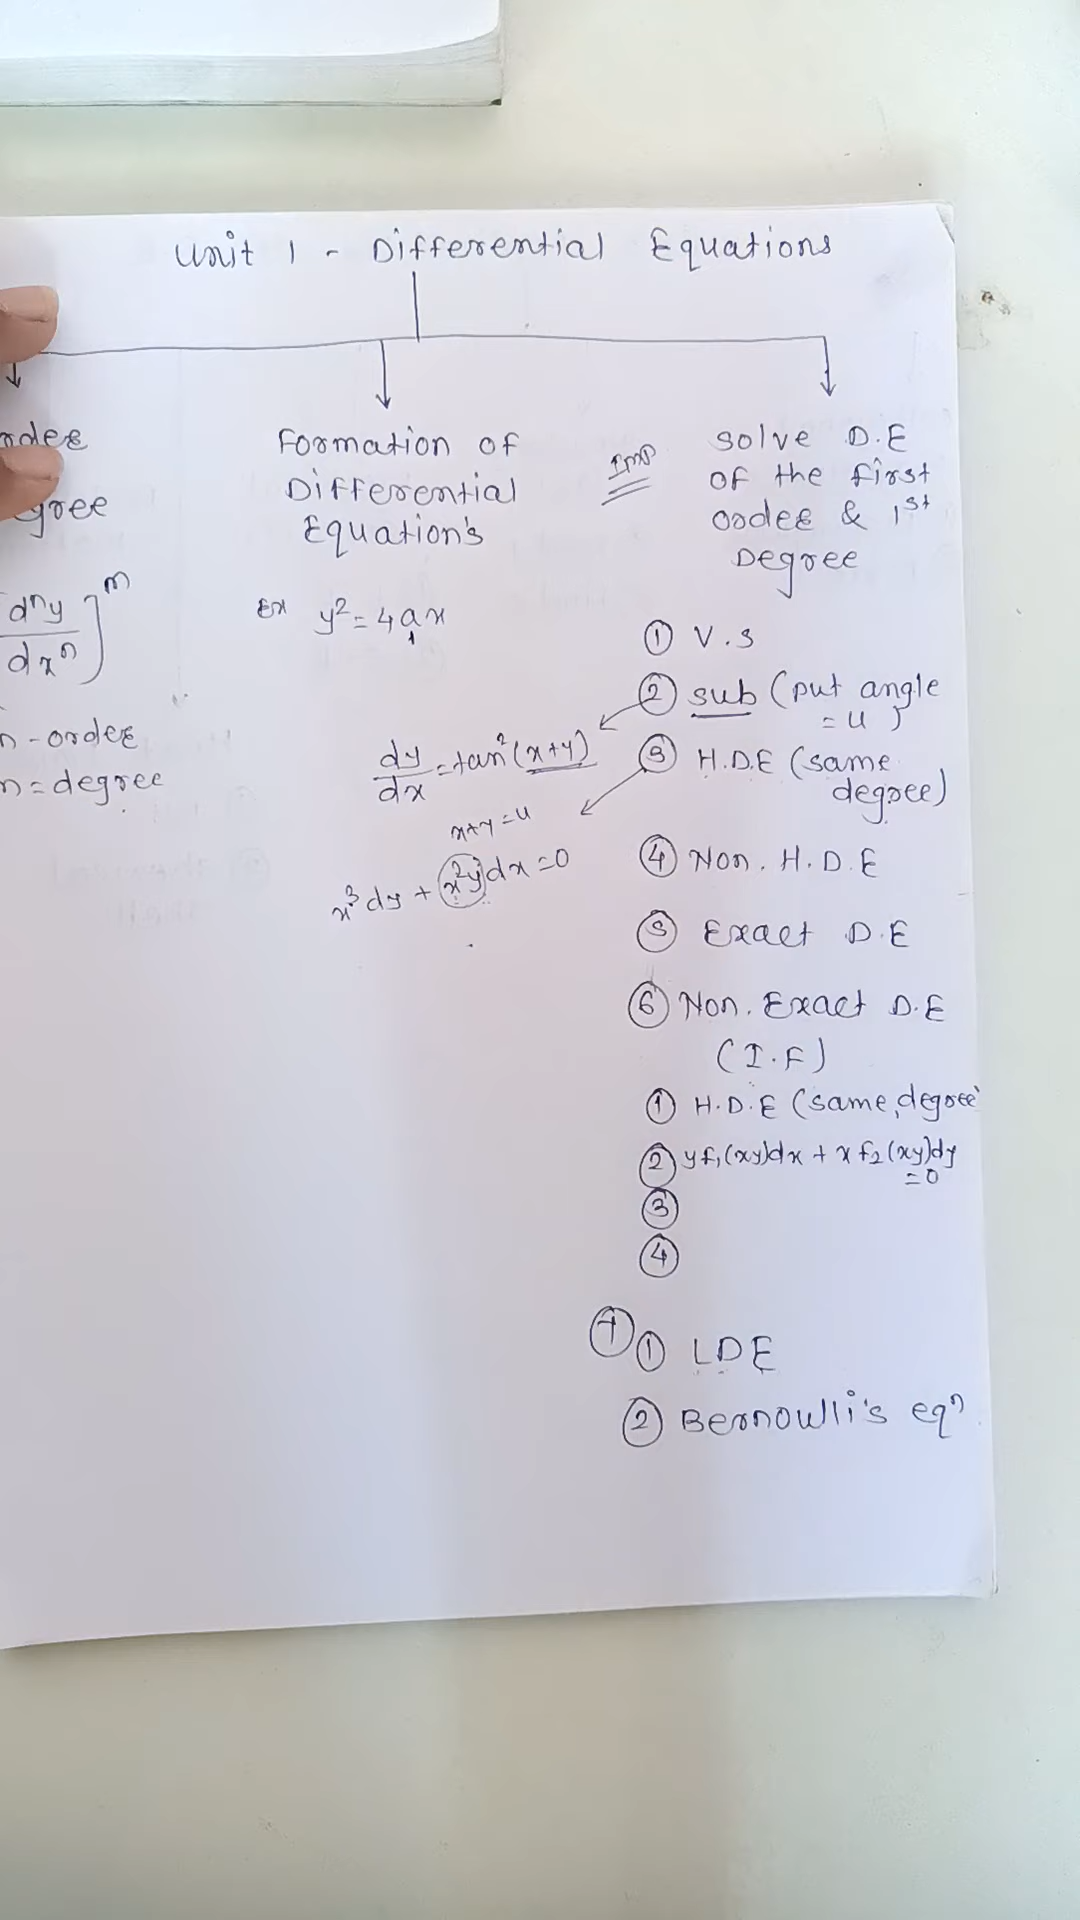 Unit 1 - Differential Equations
gree
[dⁿy/dxⁿ]ᵐ
n - order
m = degree
Formation of
Differential
Equation's
Ex y² = 4ax
1
IMP
Solve D.E
of the first
order & 1st
Degree
① V.S
② sub (put angle
= u)
dy/dx = tan²(x+y)
x+y = u
③ H.D.E (same
degree)
x³dy + x²y dx = 0
④ Non. H.D.E
⑤ Exact D.E
⑥ Non. Exact D.E
(I.F)
① H.D.E (same degree
② yf₁(xy)dx + xf₂(xy)dy
= 0
③
④
⑦ ① LDE
② Bernoulli's eqⁿ